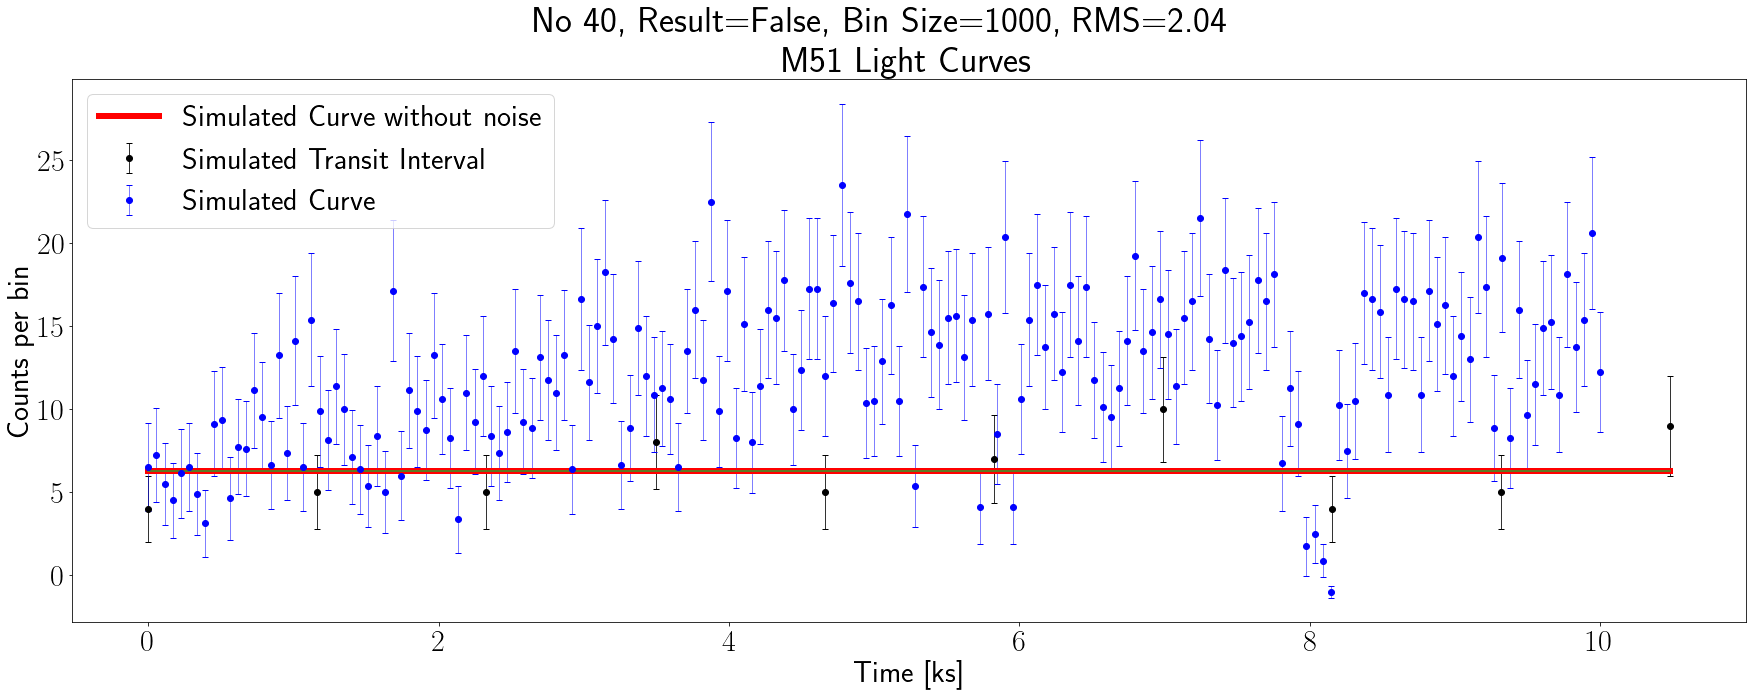 No 40, Result=False, Bin Size=1000, RMS=2.04
M51 Light Curves
Simulated Curve without noise
Simulated Transit Interval
Simulated Curve
Counts per bin
25
20
15
10
5
0
0 2 4 6 8 10
Time [ks]